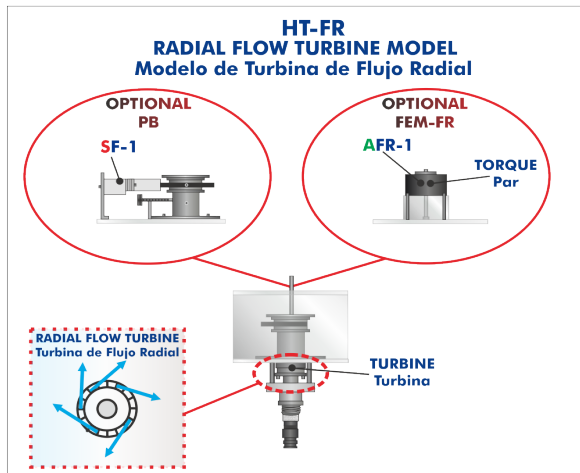 HT-FR
RADIAL FLOW TURBINE MODEL
Modelo de Turbina de Flujo Radial
OPTIONAL
PB
SF-1
OPTIONAL
FEM-FR
AFR-1
TORQUE
Par
RADIAL FLOW TURBINE
Turbina de Flujo Radial
TURBINE
Turbina